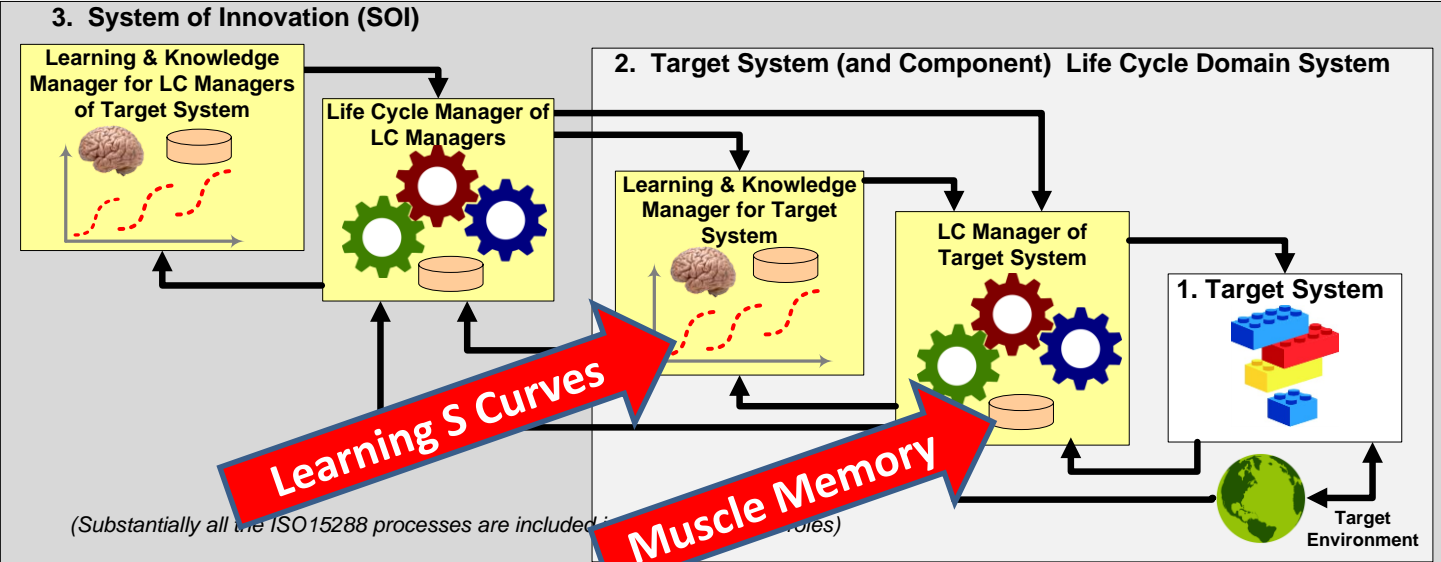 3. System of Innovation (SOI)
Learning & Knowledge
Manager for LC Managers
of Target System
Life Cycle Manager of
LC Managers
2. Target System (and Component) Life Cycle Domain System
Learning & Knowledge
Manager for Target
System
LC Manager of
Target System
1. Target System
Learning S Curves
Muscle Memory
(Substantially all the ISO15288 processes are included
Target
Environment